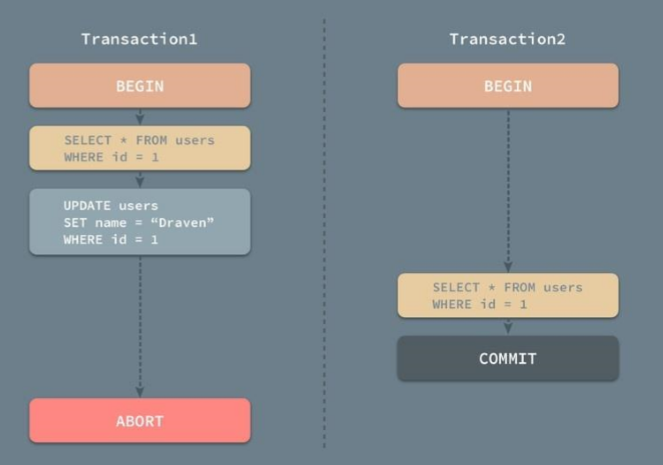 Transaction1
BEGIN
SELECT * FROM users
WHERE id = 1
UPDATE users
SET name = “Draven”
WHERE id = 1
ABORT
Transaction2
BEGIN
SELECT * FROM users
WHERE id = 1
COMMIT